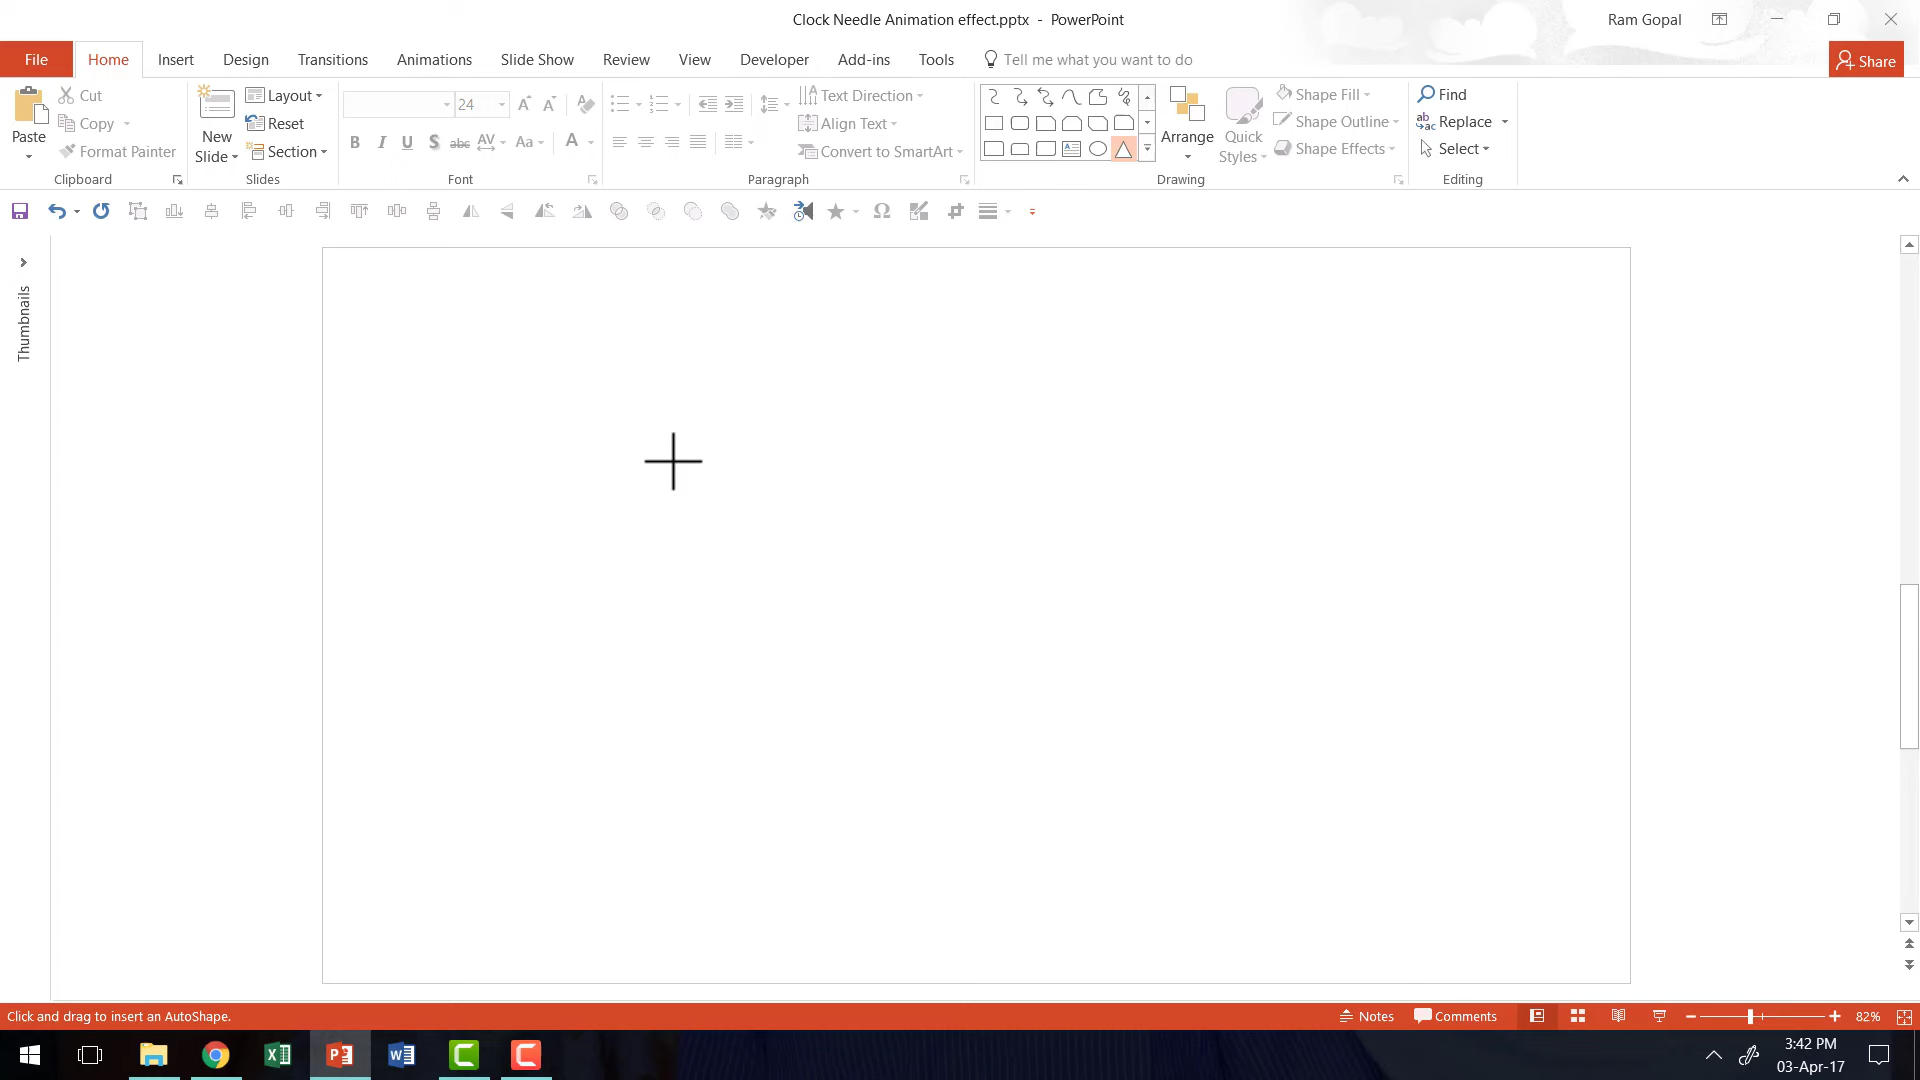 Clock Needle Animation effect.pptx - PowerPoint
Ram Gopal
File Home Insert Design Transitions Animations Slide Show Review View Developer Add-ins Tools Tell me what you want to do
Share
Paste
Cut
Copy
Format Painter
Clipboard
New
Slide
Layout
Reset
Section
Slides
24
B I U S abc AV Aa A
Font
Text Direction
Align Text
Convert to SmartArt
Paragraph
Arrange
Quick
Styles
Shape Fill
Shape Outline
Shape Effects
Drawing
Find
Replace
Select
Editing
Thumbnails
Click and drag to insert an AutoShape.
Notes
Comments
82%
3:42 PM
03-Apr-17